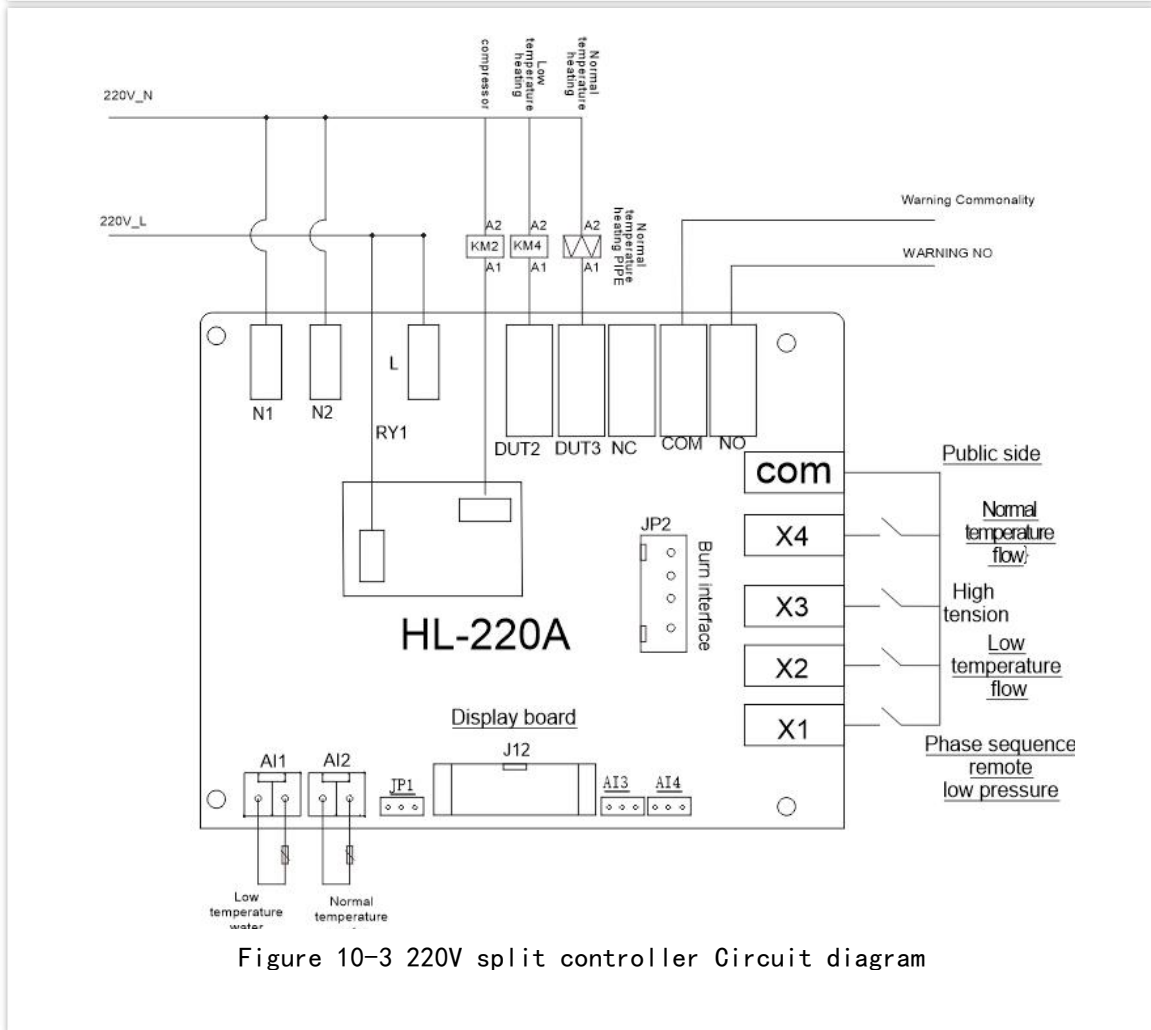 compressor
Low
temperature
heating
Normal
temperature
heating
220V_N
220V_L
Warning Commonality
WARNING NO
A2
A2
A2
KM2
KM4
A1
A1
A1
Normal
temperature
heating PIPE
L
N1
N2
RY1
DUT2
DUT3
NC
COM
NO
com
Public side
X4
Normal
temperature
flow}
JP2
Burn interface
X3
High
tension
HL-220A
X2
Low
temperature
flow
X1
Phase sequence
remote
low pressure
Display board
J12
AI1
AI2
JP1
AI3
AI4
Low
temperature
water
Normal
temperature
Figure 10-3 220V split controller Circuit diagram